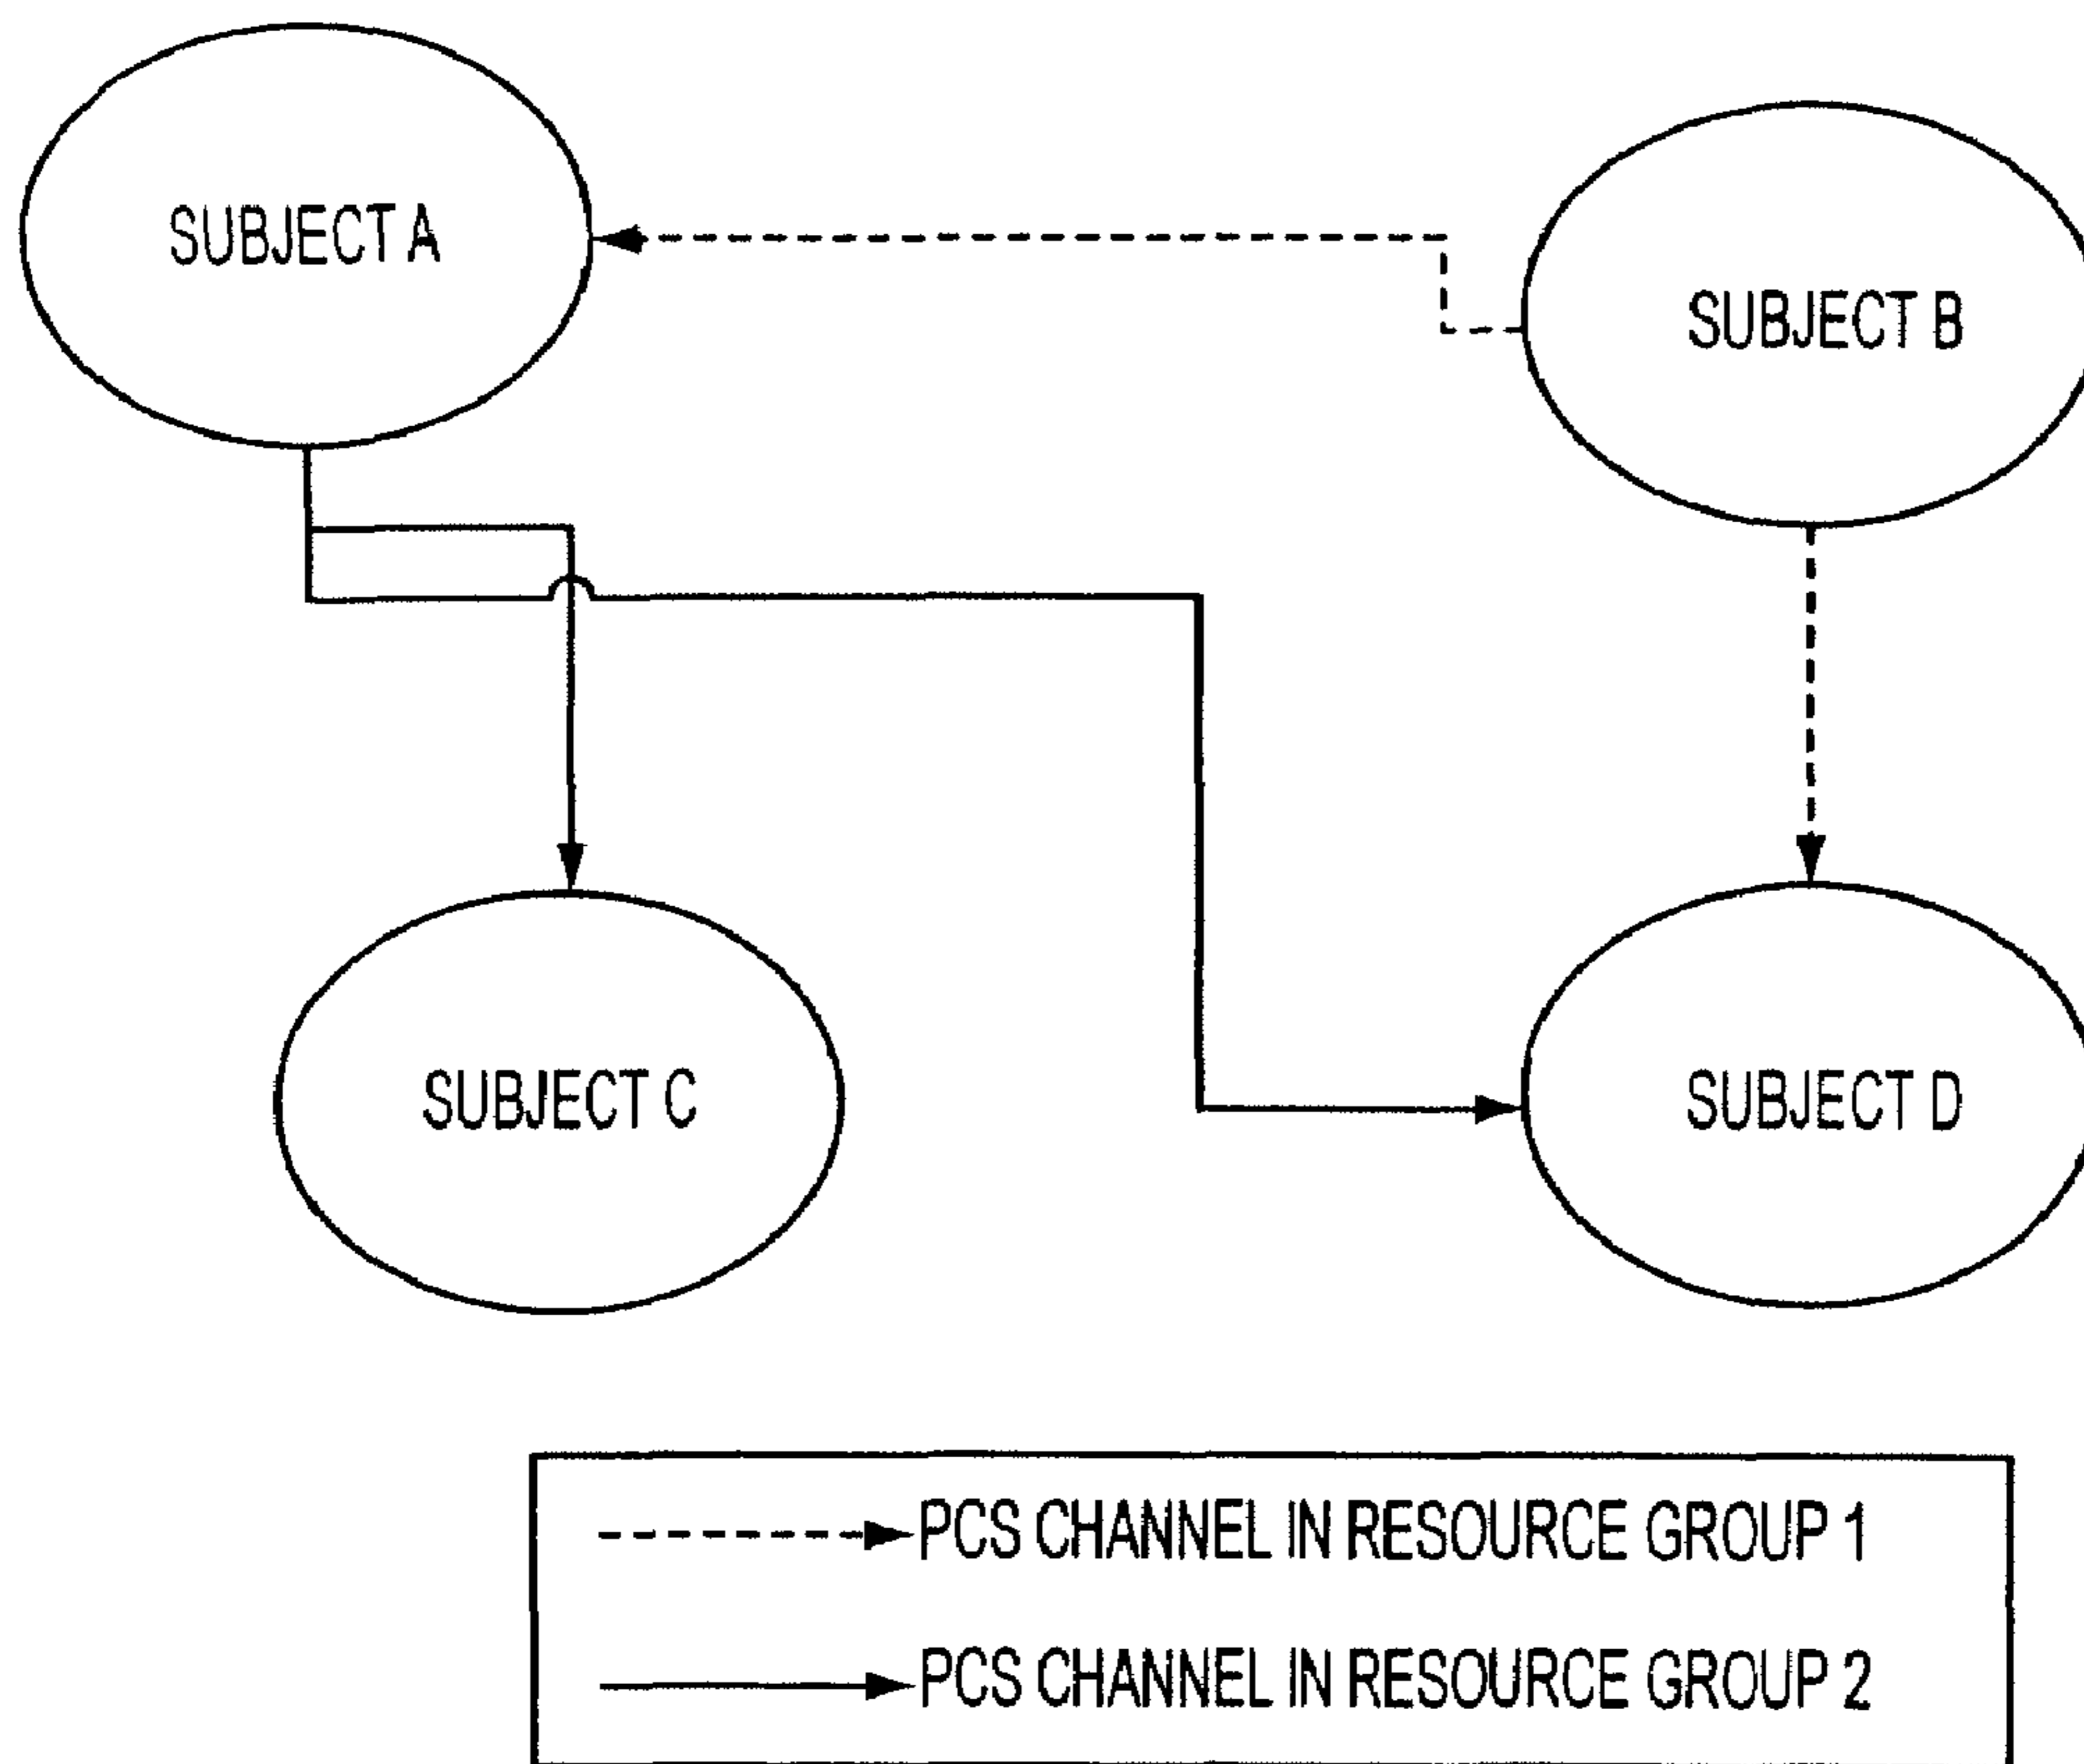 SUBJECT A
SUBJECT B
SUBJECT C
SUBJECT D
PCS CHANNEL IN RESOURCE GROUP 1
PCS CHANNEL IN RESOURCE GROUP 2